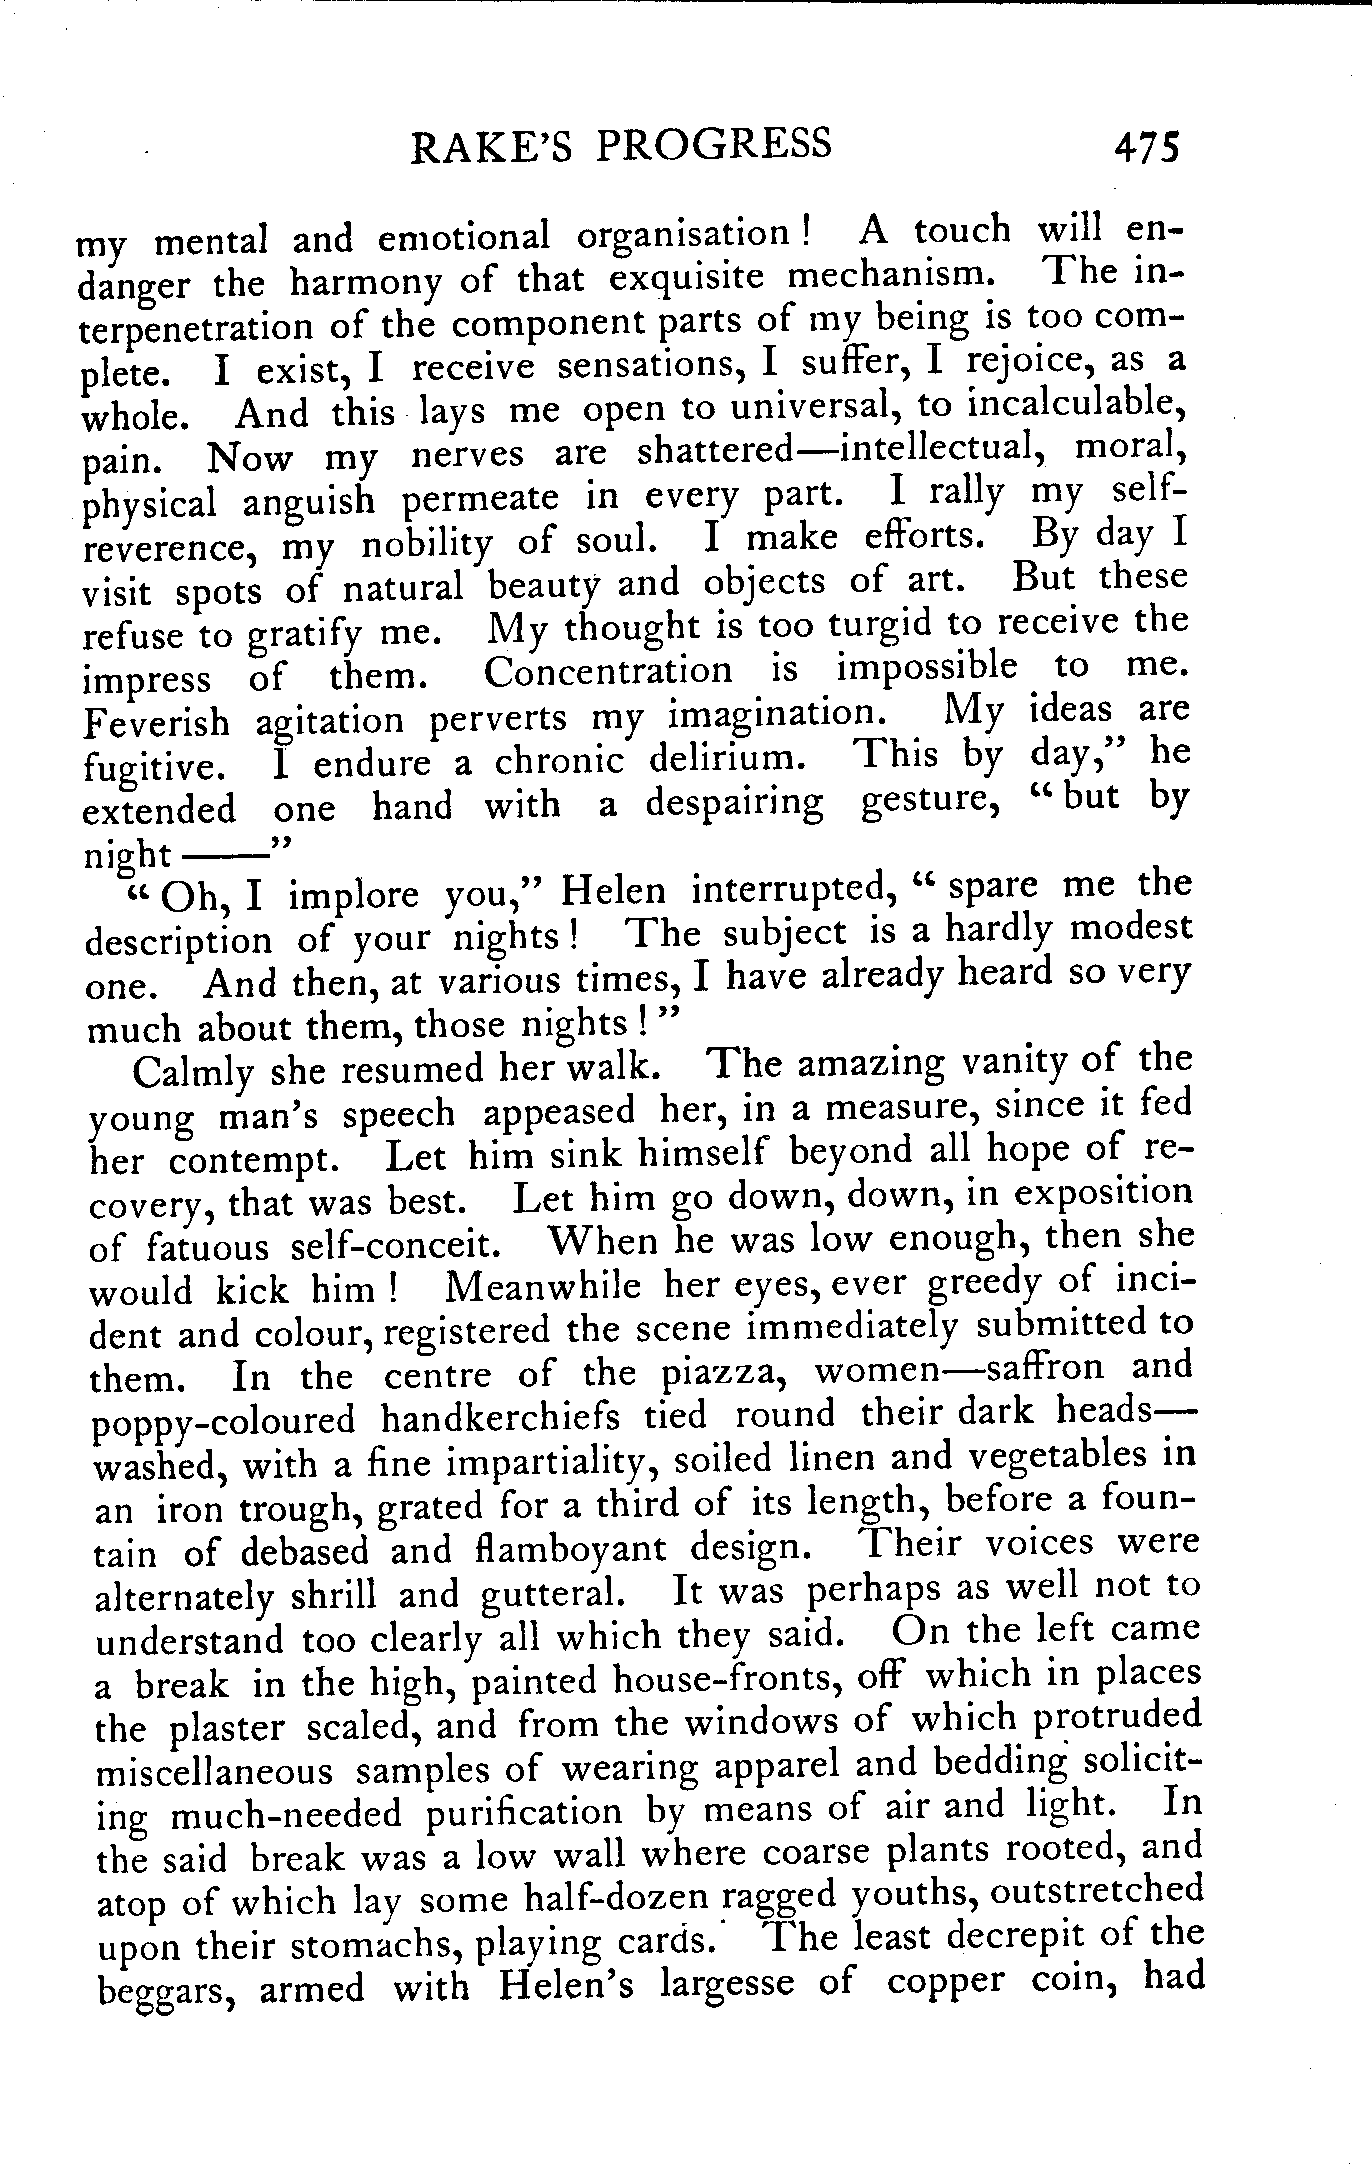 RAKE'S PROGRESS 475
my mental and emotional organisation! A touch will en-
danger the harmony of that exquisite mechanism. The in-
terpenetration of the component parts of my being is too com-
plete. I exist, I receive sensations, I suffer, I rejoice, as a
whole. And this lays me open to universal, to incalculable,
pain. Now my nerves are shattered—intellectual, moral,
physical anguish permeate in every part. I rally my self-
reverence, my nobility of soul. I make efforts. By day I
visit spots of natural beauty and objects of art. But these
refuse to gratify me. My thought is too turgid to receive the
impress of them. Concentration is impossible to me.
Feverish agitation perverts my imagination. My ideas are
fugitive. I endure a chronic delirium. This by day," he
extended one hand with a despairing gesture, "but by
night ——"
"Oh, I implore you," Helen interrupted, "spare me the
description of your nights! The subject is a hardly modest
one. And then, at various times, I have already heard so very
much about them, those nights!"
Calmly she resumed her walk. The amazing vanity of the
young man's speech appeased her, in a measure, since it fed
her contempt. Let him sink himself beyond all hope of re-
covery, that was best. Let him go down, down, in exposition
of fatuous self-conceit. When he was low enough, then she
would kick him! Meanwhile her eyes, ever greedy of inci-
dent and colour, registered the scene immediately submitted to
them. In the centre of the piazza, women—saffron and
poppy-coloured handkerchiefs tied round their dark heads—
washed, with a fine impartiality, soiled linen and vegetables in
an iron trough, grated for a third of its length, before a foun-
tain of debased and flamboyant design. Their voices were
alternately shrill and gutteral. It was perhaps as well not to
understand too clearly all which they said. On the left came
a break in the high, painted house-fronts, off which in places
the plaster scaled, and from the windows of which protruded
miscellaneous samples of wearing apparel and bedding solicit-
ing much-needed purification by means of air and light. In
the said break was a low wall where coarse plants rooted, and
atop of which lay some half-dozen ragged youths, outstretched
upon their stomachs, playing cards. The least decrepit of the
beggars, armed with Helen's largesse of copper coin, had